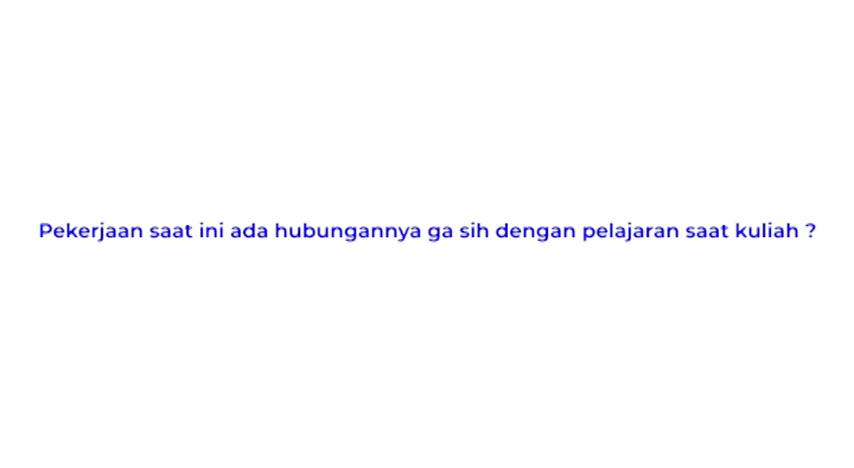 Pekerjaan saat ini ada hubungannya ga sih dengan pelajaran saat kuliah ?